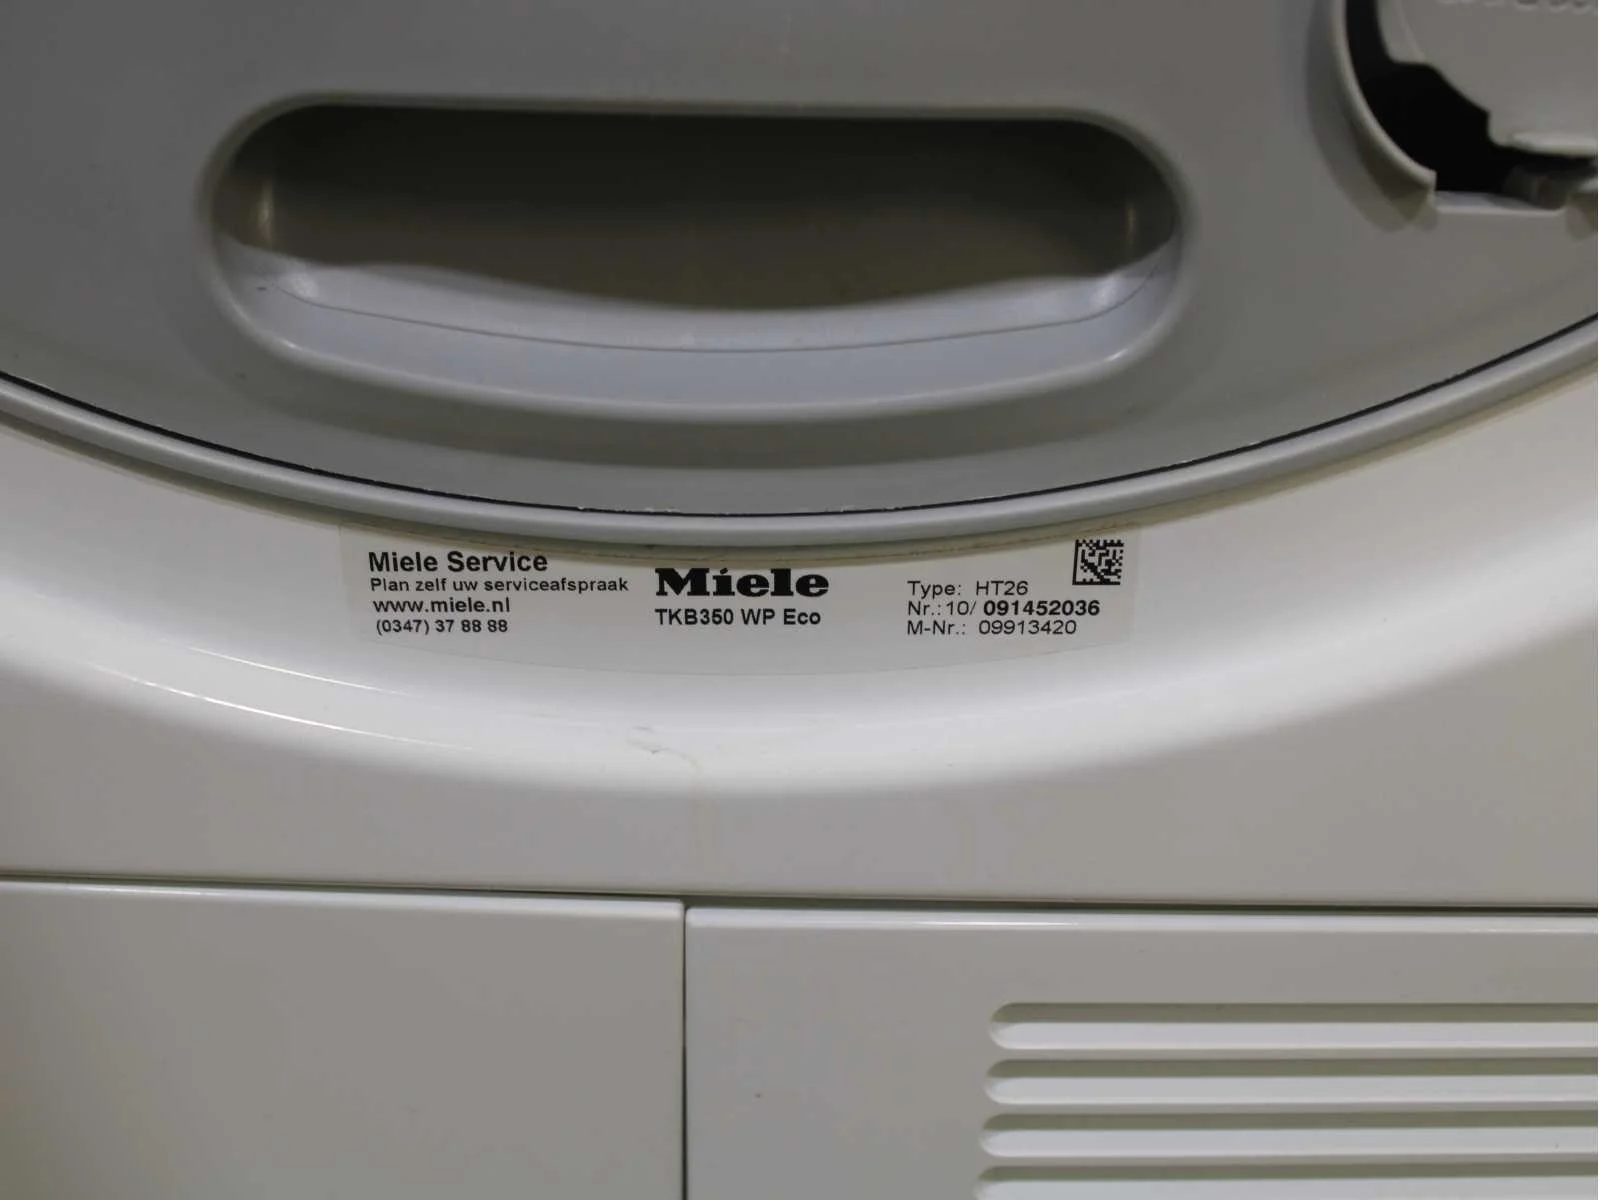 Miele Service
Plan zelf uw serviceafspraak
www.miele.nl
(0347) 37 88 88
Miele
TKB350 WP Eco
Type: HT26
Nr.: 10/ 091452036
M-Nr.: 09913420